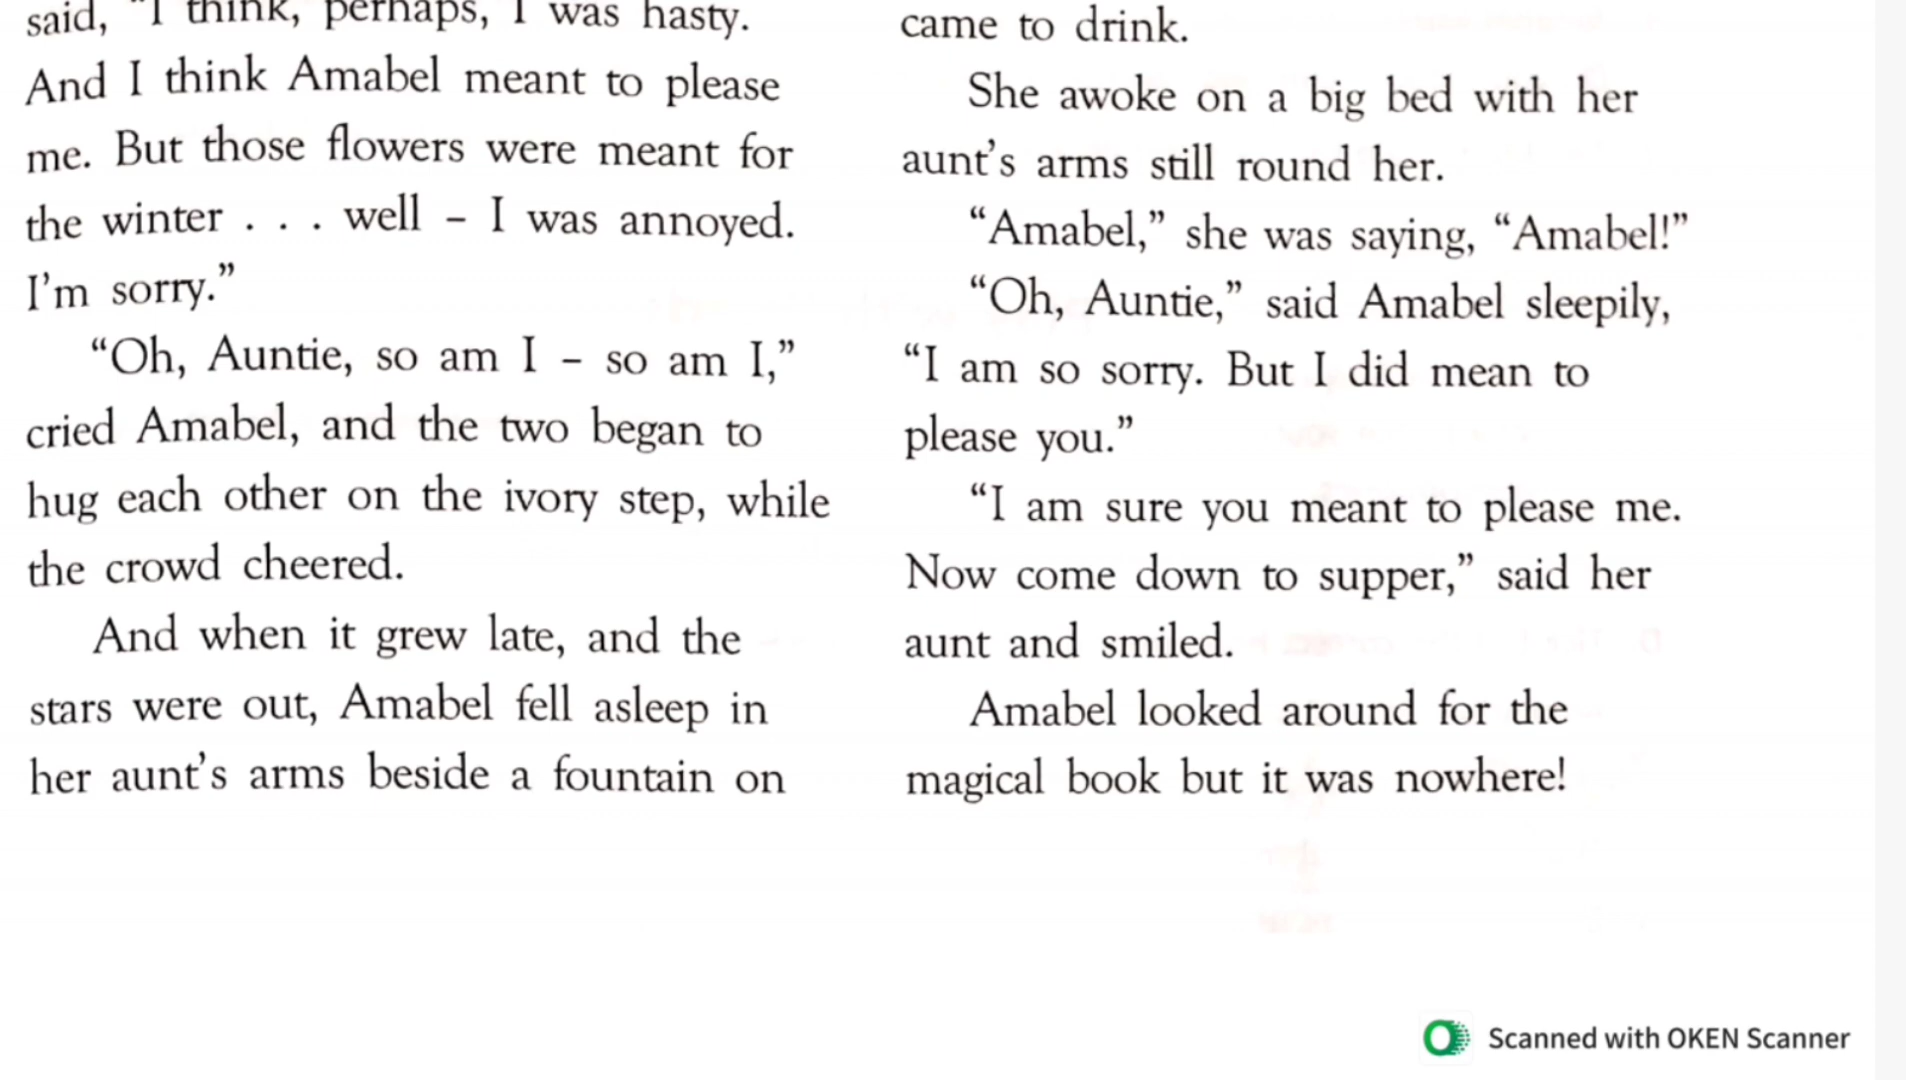 said, "I think, perhaps, I was hasty.
And I think Amabel meant to please
me. But those flowers were meant for
the winter . . . well – I was annoyed.
I'm sorry."
"Oh, Auntie, so am I – so am I,"
cried Amabel, and the two began to
hug each other on the ivory step, while
the crowd cheered.
And when it grew late, and the
stars were out, Amabel fell asleep in
her aunt's arms beside a fountain on
came to drink.
She awoke on a big bed with her
aunt's arms still round her.
"Amabel," she was saying, "Amabel!"
"Oh, Auntie," said Amabel sleepily,
"I am so sorry. But I did mean to
please you."
"I am sure you meant to please me.
Now come down to supper," said her
aunt and smiled.
Amabel looked around for the
magical book but it was nowhere!
Scanned with OKEN Scanner